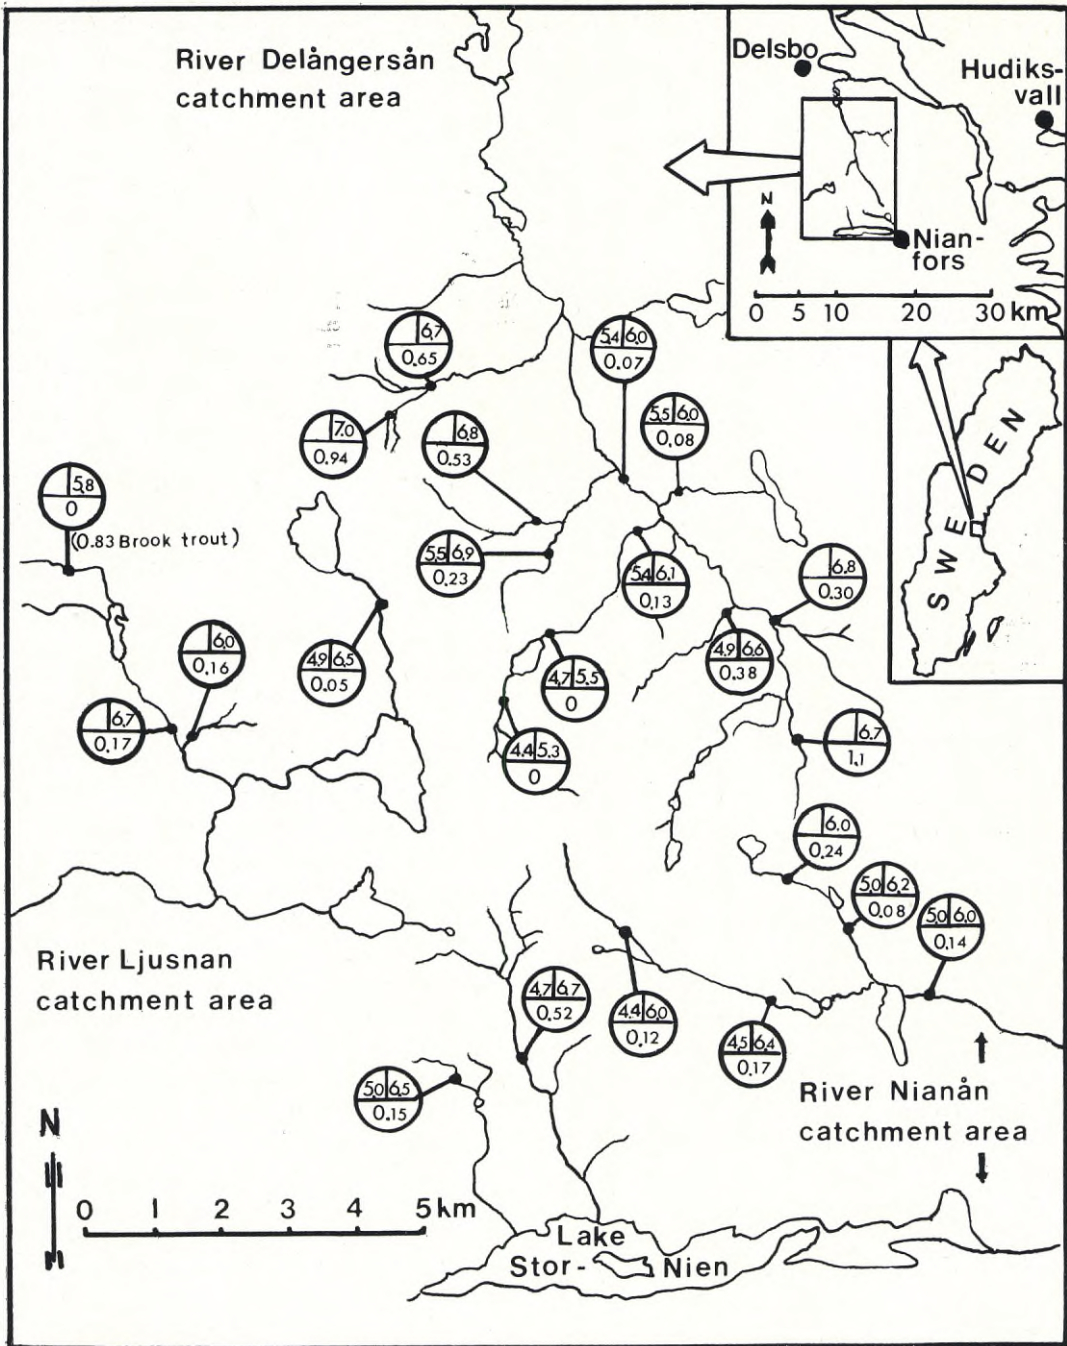 River Delångersån
catchment area
Delsbo
Hudiks-
vall
N
Nian-
fors
0 5 10 20 30 km
SWEDEN
6,7
0.65
5,4 6,0
0.07
7,0
0.94
6,8
0.53
5,5 6,0
0.08
5,8
0
(0.83 Brook trout)
5,5 6,9
0.23
5,4 6,1
0,13
6,8
0.30
6,0
0.16
4,9 6,5
0.05
4,7 5,5
0
4,9 6,6
0.38
6,7
0.17
4.4 5.3
0
6,7
1,1
6.0
0.24
5,0 6,2
0.08
5,0 6,0
0.14
River Ljusnan
catchment area
4,7 6,7
0.52
4.4 6,0
0.12
4,5 6,4
0.17
5,0 6,5
0.15
River Nianån
catchment area
N
0 1 2 3 4 5 km
Lake
Stor- Nien